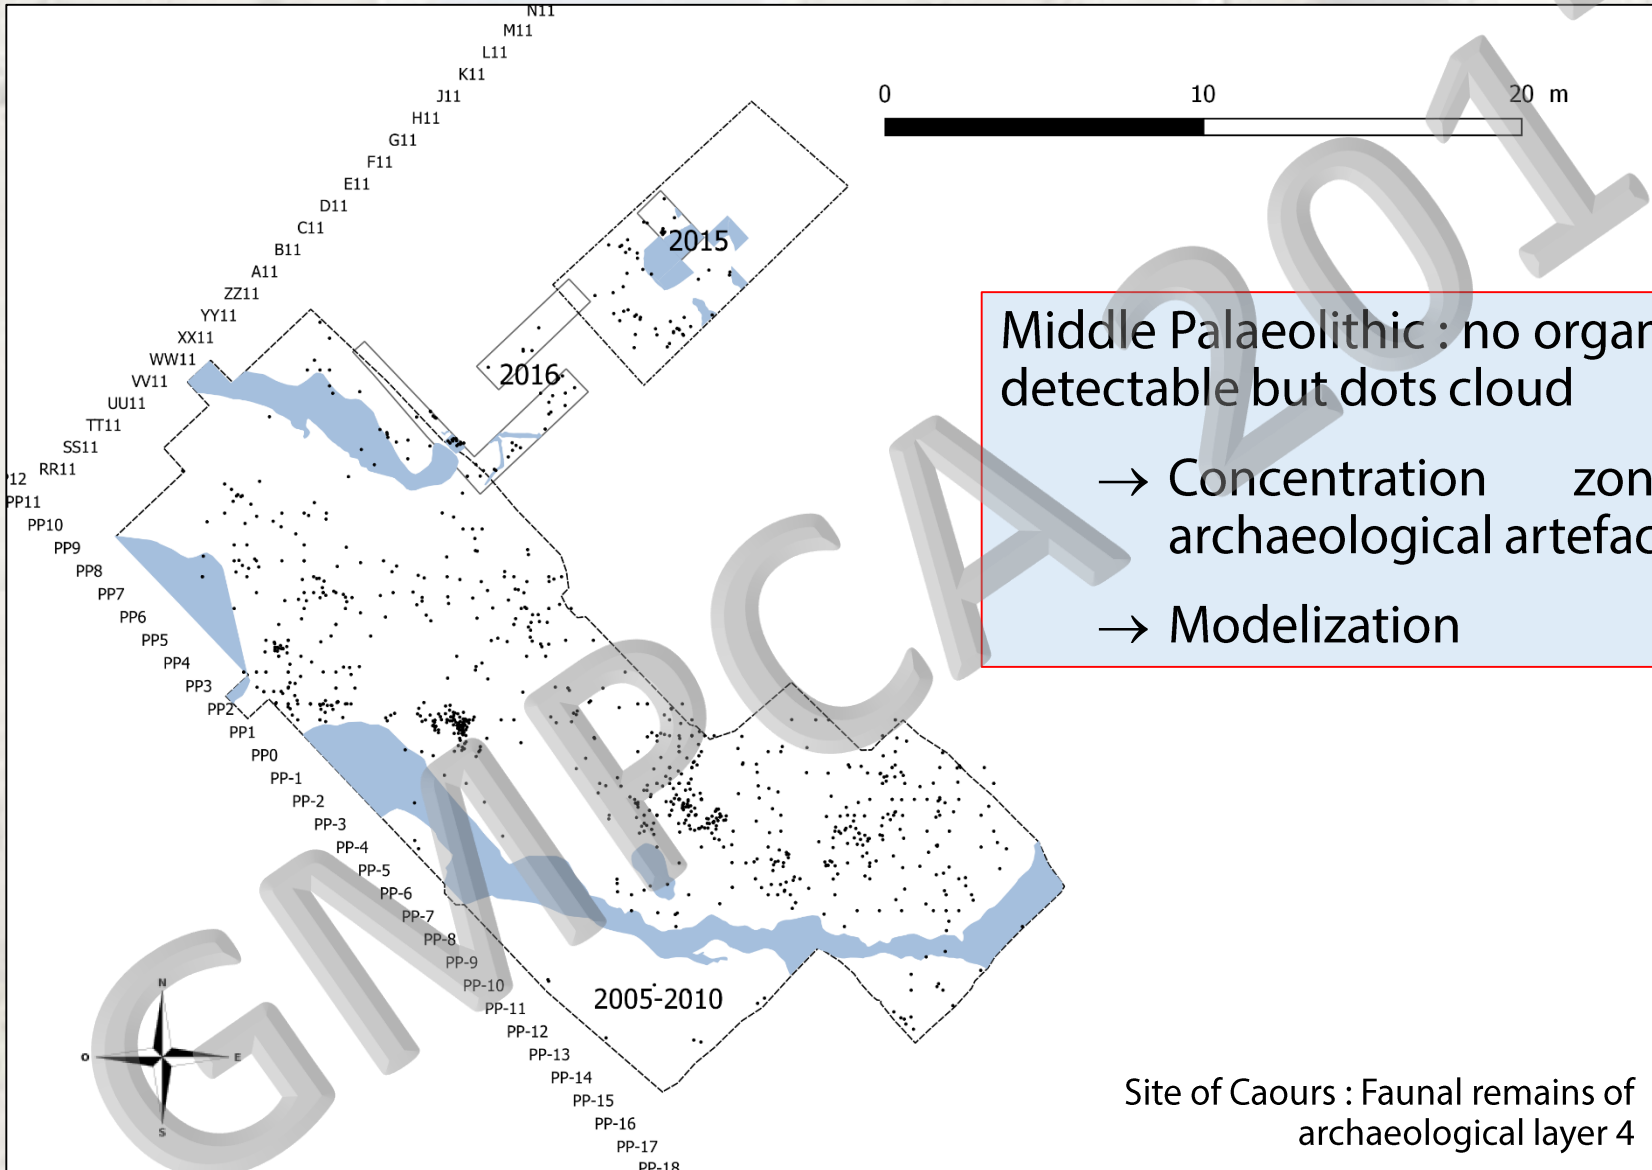 N11
M11
L11
K11
J11
H11
G11
F11
E11
D11
C11
B11
A11
ZZ11
YY11
XX11
WW11
VV11
UU11
TT11
SS11
RR11
PP11
PP10
PP9
PP8
PP7
PP6
PP5
PP4
PP3
PP2
PP1
PP0
PP-1
PP-2
PP-3
PP-4
PP-5
PP-6
PP-7
PP-8
PP-9
PP-10
PP-11
PP-12
PP-13
PP-14
PP-15
PP-16
PP-17
PP-18
0 10 20 m
2015
2016
2005-2010
Middle Palaeolithic : no organ
detectable but dots cloud
→ Concentration zon
archaeological artefac
→ Modelization
N
O E
S
Site of Caours : Faunal remains of
archaeological layer 4
GMPCA 201